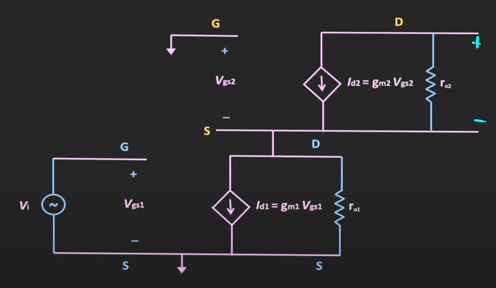 G
D
+
+
Vgs2
Id2 = gm2 Vgs2
ro2
−
−
S
G
D
+
Vi
~
Vgs1
Id1 = gm1 Vgs1
ro1
−
S
S